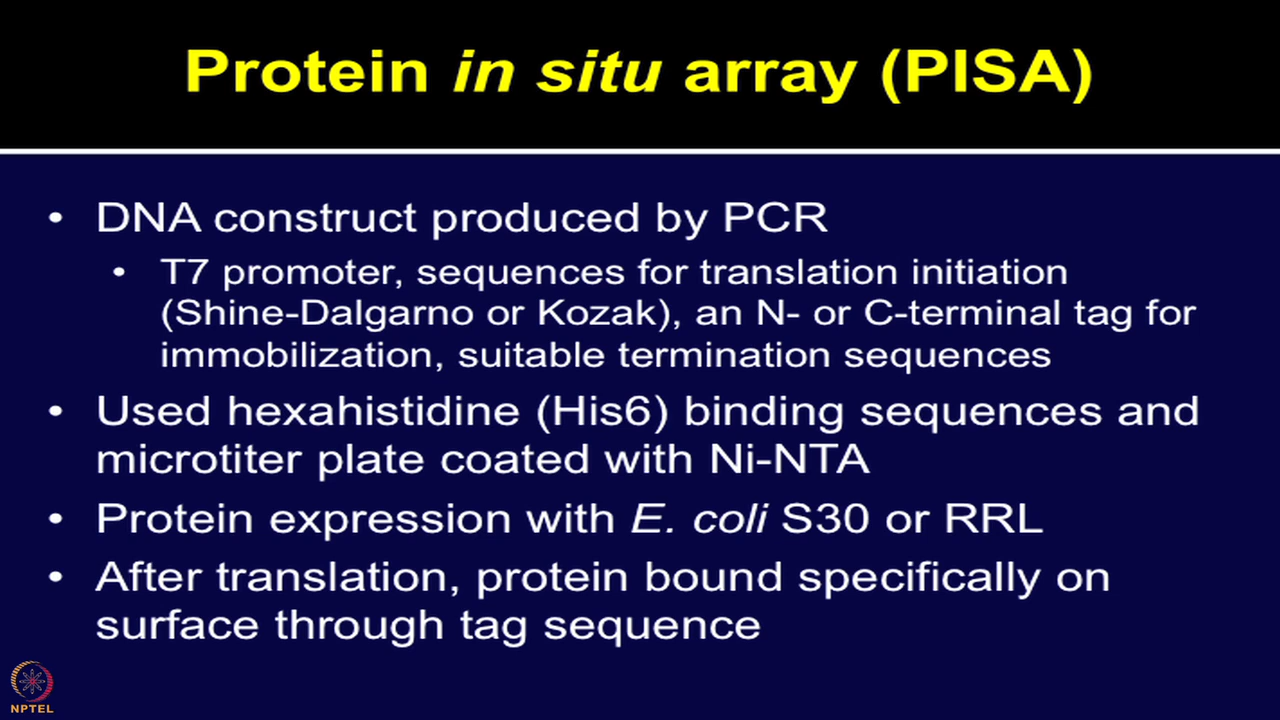 Protein in situ array (PISA)
• DNA construct produced by PCR
• T7 promoter, sequences for translation initiation
(Shine-Dalgarno or Kozak), an N- or C-terminal tag for
immobilization, suitable termination sequences
• Used hexahistidine (His6) binding sequences and
microtiter plate coated with Ni-NTA
• Protein expression with E. coli S30 or RRL
• After translation, protein bound specifically on
surface through tag sequence
NPTEL